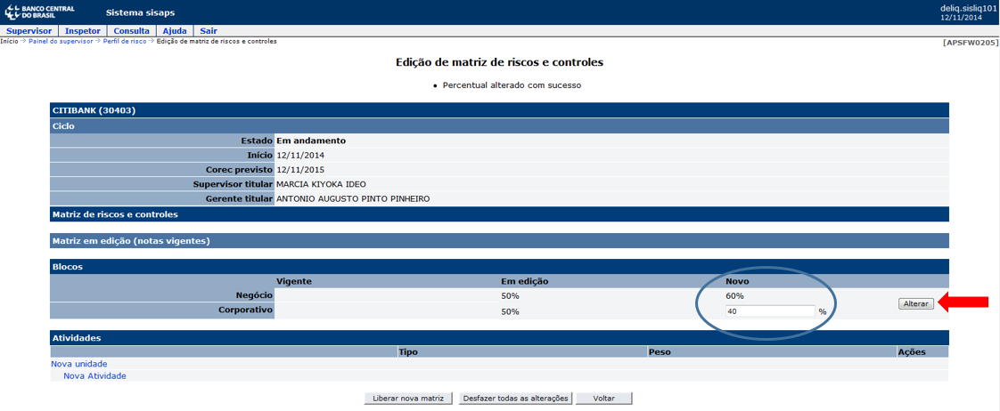 BANCO CENTRAL
DO BRASIL
Sistema sisaps
deliq.sisliq101
12/11/2014
Supervisor Inspetor Consulta Ajuda Sair
Início -> Painel do supervisor -> Perfil de risco -> Edição de matriz de riscos e controles
[APSFW0205]
Edição de matriz de riscos e controles
• Percentual alterado com sucesso
CITIBANK (30403)
Ciclo
Estado Em andamento
Início 12/11/2014
Corec previsto 12/11/2015
Supervisor titular MARCIA KIYOKA IDEO
Gerente titular ANTONIO AUGUSTO PINTO PINHEIRO
Matriz de riscos e controles
Matriz em edição (notas vigentes)
Blocos
Vigente Em edição Novo
Negócio 50% 60%
Corporativo 50% 40 %
Alterar
Atividades
Tipo Peso Ações
Nova unidade
Nova Atividade
Liberar nova matriz Desfazer todas as alterações Voltar